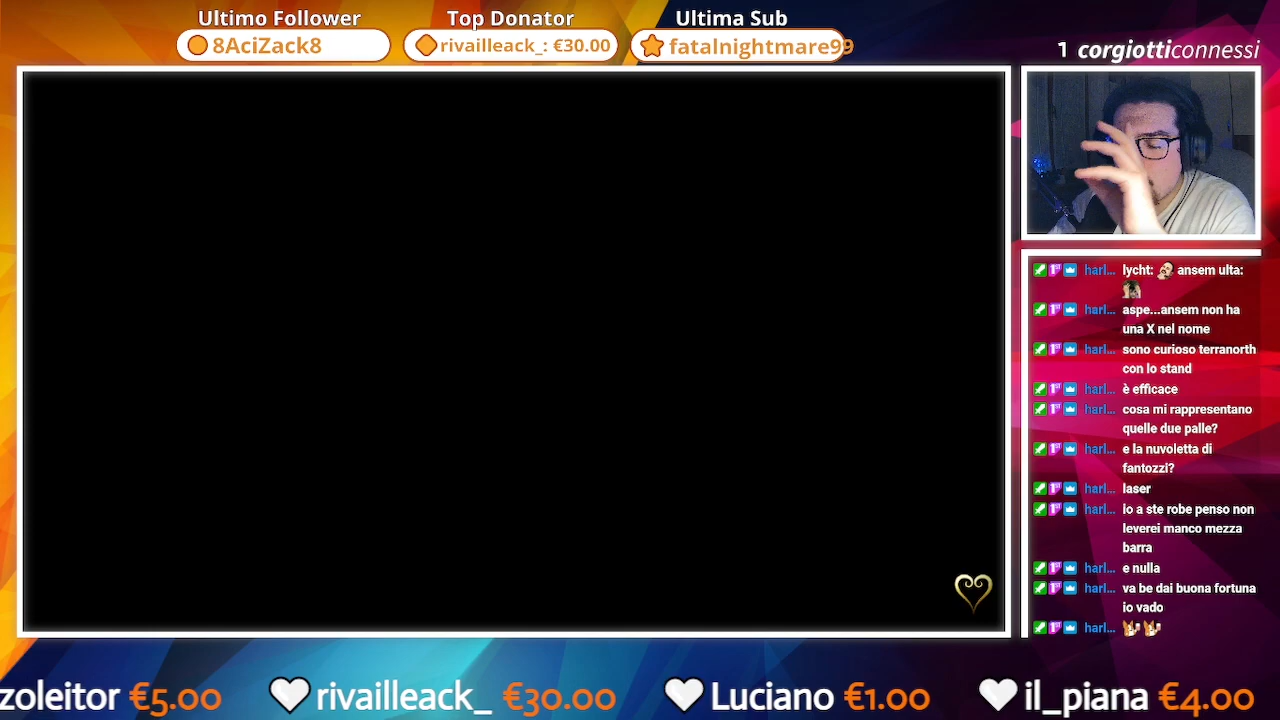 Ultimo Follower
Top Donator
Ultima Sub
8AciZack8
rivailleack_: €30.00
fatalnightmare99
1 corgiotticonnessi
harl... lycht: ansem ulta:
harl... aspe...ansem non ha
una X nel nome
harl... sono curioso terranorth
con lo stand
harl... è efficace
harl... cosa mi rappresentano
quelle due palle?
harl... e la nuvoletta di
fantozzi?
harl... laser
harl... Io a ste robe penso non
leverei manco mezza
barra
harl... e nulla
harl... va be dai buona fortuna
io vado
harl...
zoleitor €5.00
rivailleack_ €30.00
Luciano €1.00
il_piana €4.00